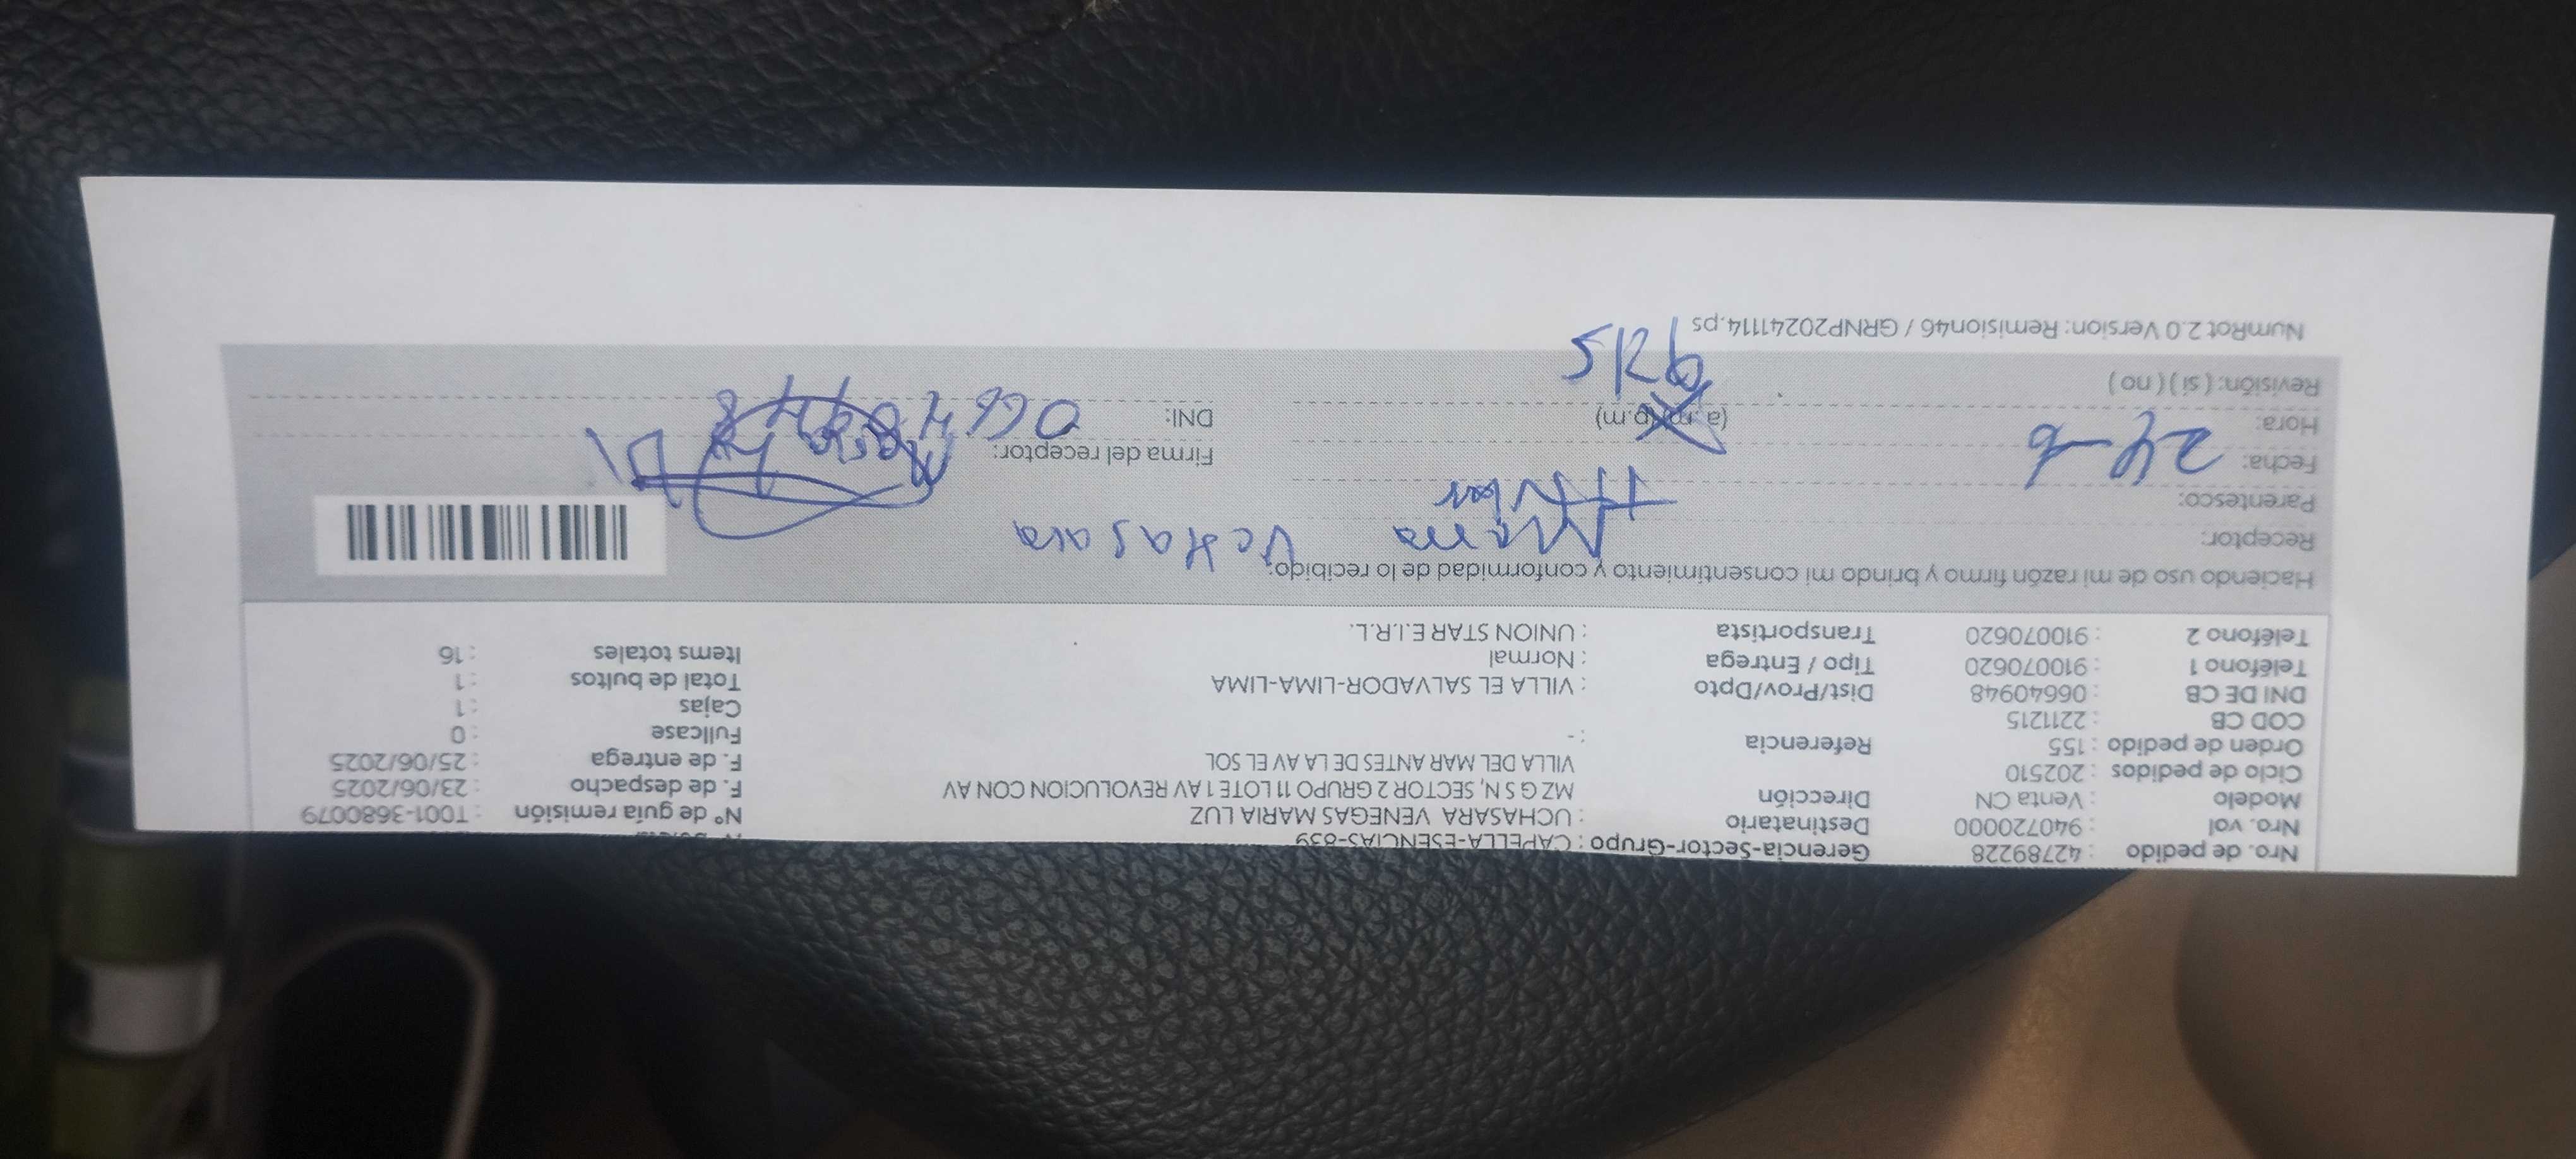 Nro. de pedido : 42789228 Gerencia-Sector-Grupo : CAPELLA-ESENCIAS-839
Nro. vol : 940720000 Destinatario : UCHASARA VENEGAS MARIA LUZ Nº de guía remisión : T001-3680079
Modelo : Venta CN Dirección MZ G S N, SECTOR 2 GRUPO 11 LOTE 1 AV REVOLUCION CON AV F. de despacho : 23/06/2025
Ciclo de pedidos : 202510 VILLA DEL MAR ANTES DE LA AV EL SOL F. de entrega : 25/06/2025
Orden de pedido : 155 Referencia : - Fullcase : 0
COD CB : 2211215 Cajas : 1
DNI DE CB : 06640948 Dist/Prov/Dpto : VILLA EL SALVADOR-LIMA-LIMA Total de bultos : 1
Teléfono 1 : 910070620 Tipo / Entrega : Normal Items totales : 16
Teléfono 2 : 910070620 Transportista : UNION STAR E.I.R.L.
Haciendo uso de mi razón firmo y brindo mi consentimiento y conformidad de lo recibido:
Receptor: Maria Uchasara
Parentesco:
Fecha: 24-6 Firma del receptor:
Hora: (a.m/p.m) DNI:
9215
Revisión: ( si ) ( no )
NumRot 2.0 Version: Remision46 / GRNP20241114.ps